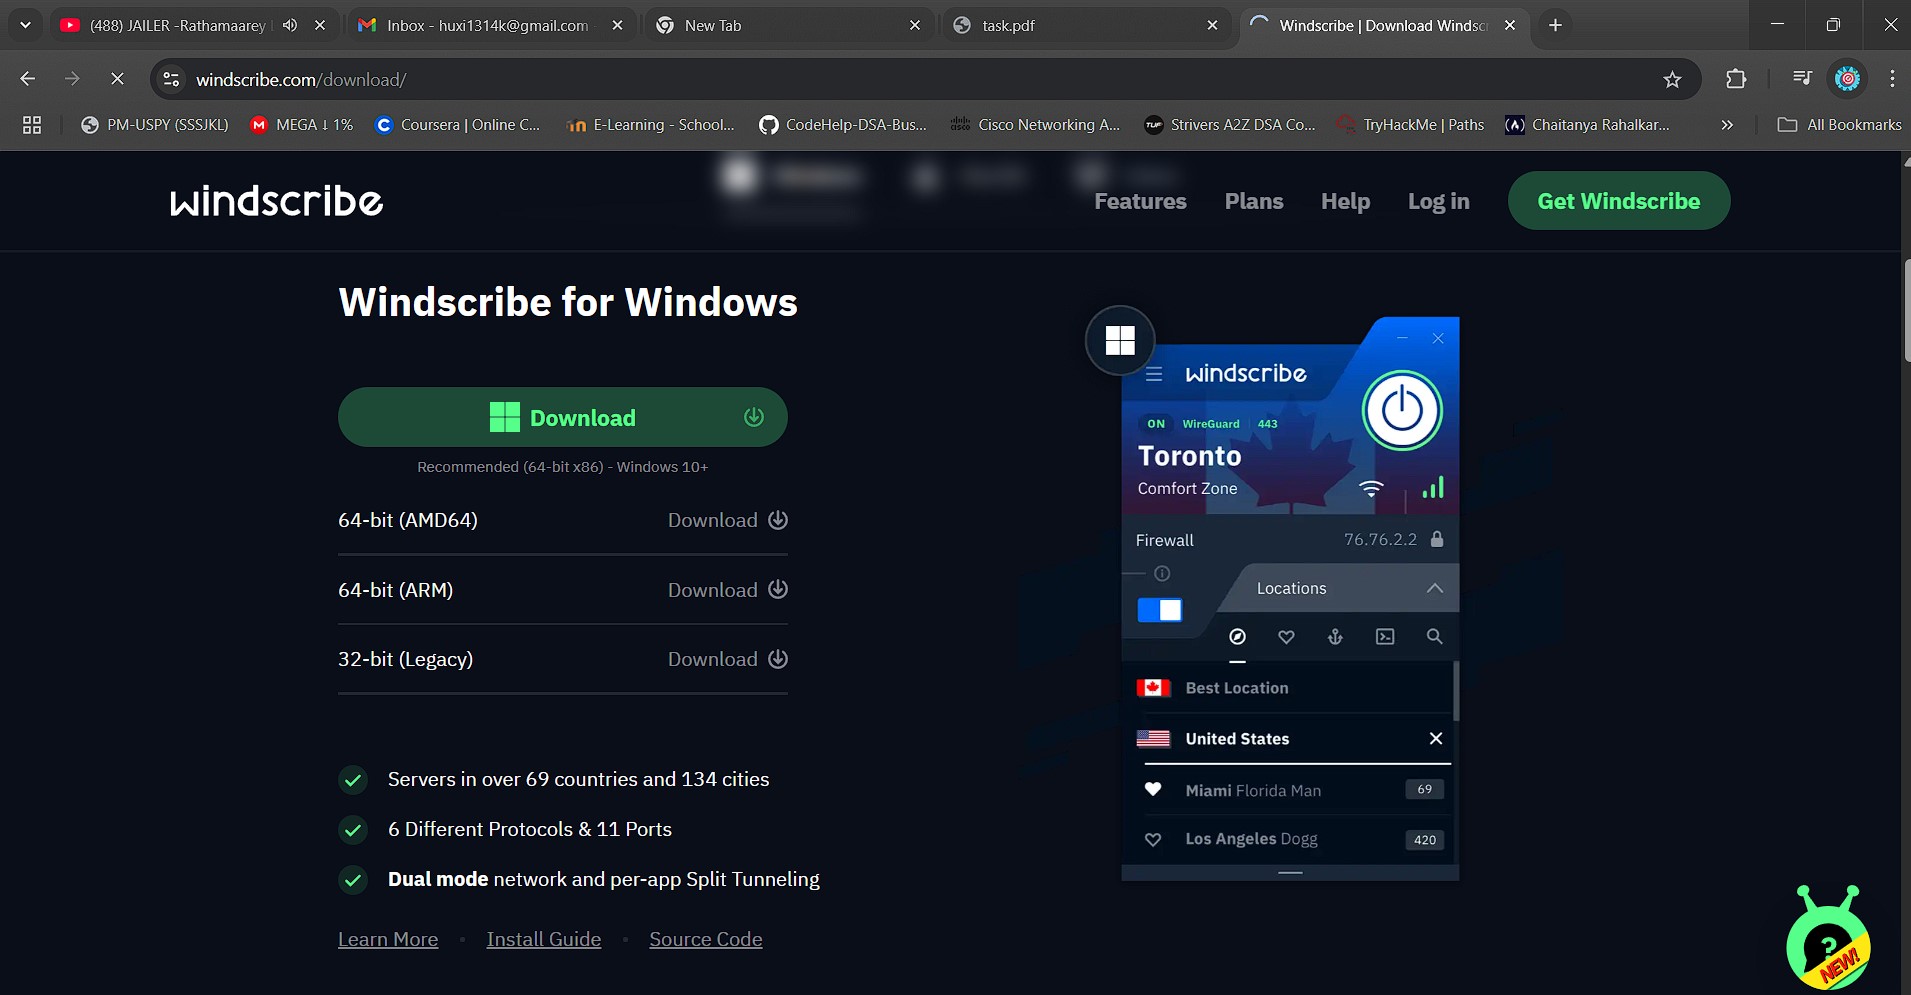 (488) JAILER -Rathamaarey
Inbox - huxi1314k@gmail.com
New Tab
task.pdf
Windscribe | Download Windscr
windscribe.com/download/
PM-USPY (SSSJKL)
MEGA ↓ 1%
Coursera | Online C...
E-Learning - School...
CodeHelp-DSA-Bus...
Cisco Networking A...
TUF
Strivers A2Z DSA Co...
TryHackMe | Paths
Chaitanya Rahalkar...
All Bookmarks
windscribe
Features
Plans
Help
Log in
Get Windscribe
Windscribe for Windows
Download
Recommended (64-bit x86) - Windows 10+
64-bit (AMD64) Download
64-bit (ARM) Download
32-bit (Legacy) Download
Servers in over 69 countries and 134 cities
6 Different Protocols & 11 Ports
Dual mode network and per-app Split Tunneling
Learn More
Install Guide
Source Code
windscribe
ON WireGuard 443
Toronto
Comfort Zone
Firewall 76.76.2.2
Locations
Best Location
United States
Miami Florida Man 69
Los Angeles Dogg 420
?
NEW!